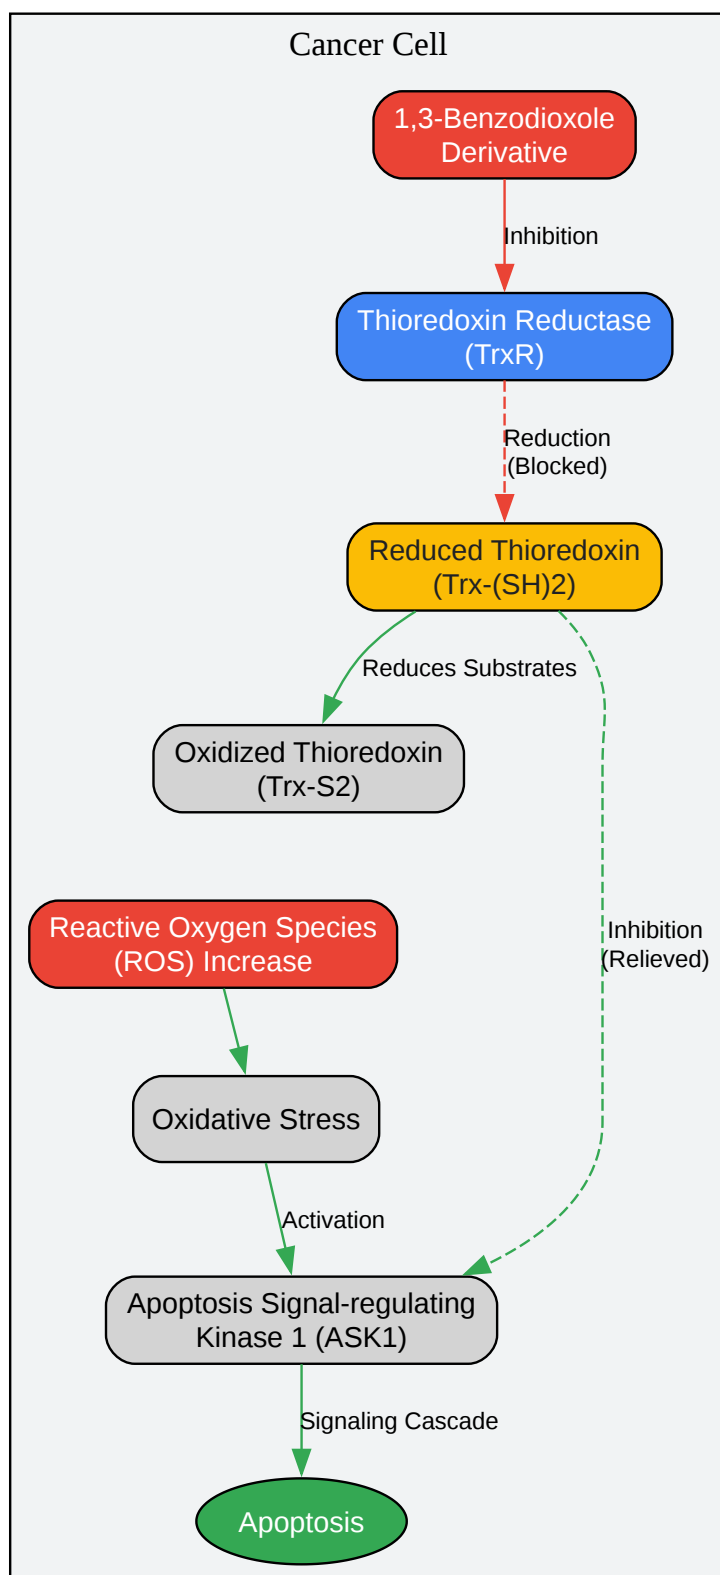 Cancer Cell
1,3-Benzodioxole
Derivative
Inhibition
Thioredoxin Reductase
(TrxR)
Reduction
(Blocked)
Reduced Thioredoxin
(Trx-(SH)2)
Reduces Substrates
Oxidized Thioredoxin
(Trx-S2)
Reactive Oxygen Species
(ROS) Increase
Inhibition
(Relieved)
Oxidative Stress
Activation
Apoptosis Signal-regulating
Kinase 1 (ASK1)
Signaling Cascade
Apoptosis